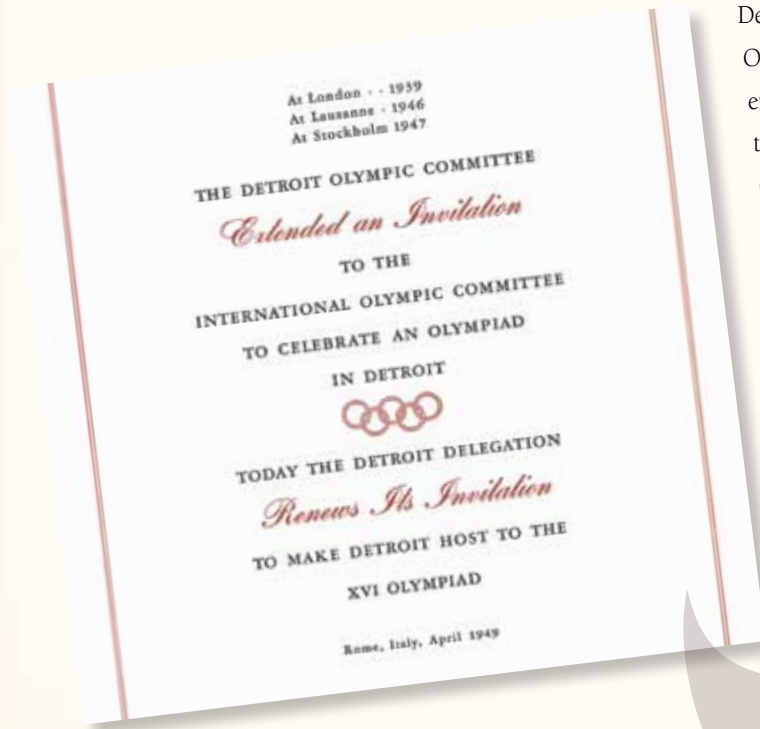 At London - - 1939
At Lausanne - 1946
At Stockholm 1947
THE DETROIT OLYMPIC COMMITTEE
Extended an Invitation
TO THE
INTERNATIONAL OLYMPIC COMMITTEE
TO CELEBRATE AN OLYMPIAD
IN DETROIT
TODAY THE DETROIT DELEGATION
Renews Its Invitation
TO MAKE DETROIT HOST TO THE
XVI OLYMPIAD
Rome, Italy, April 1949